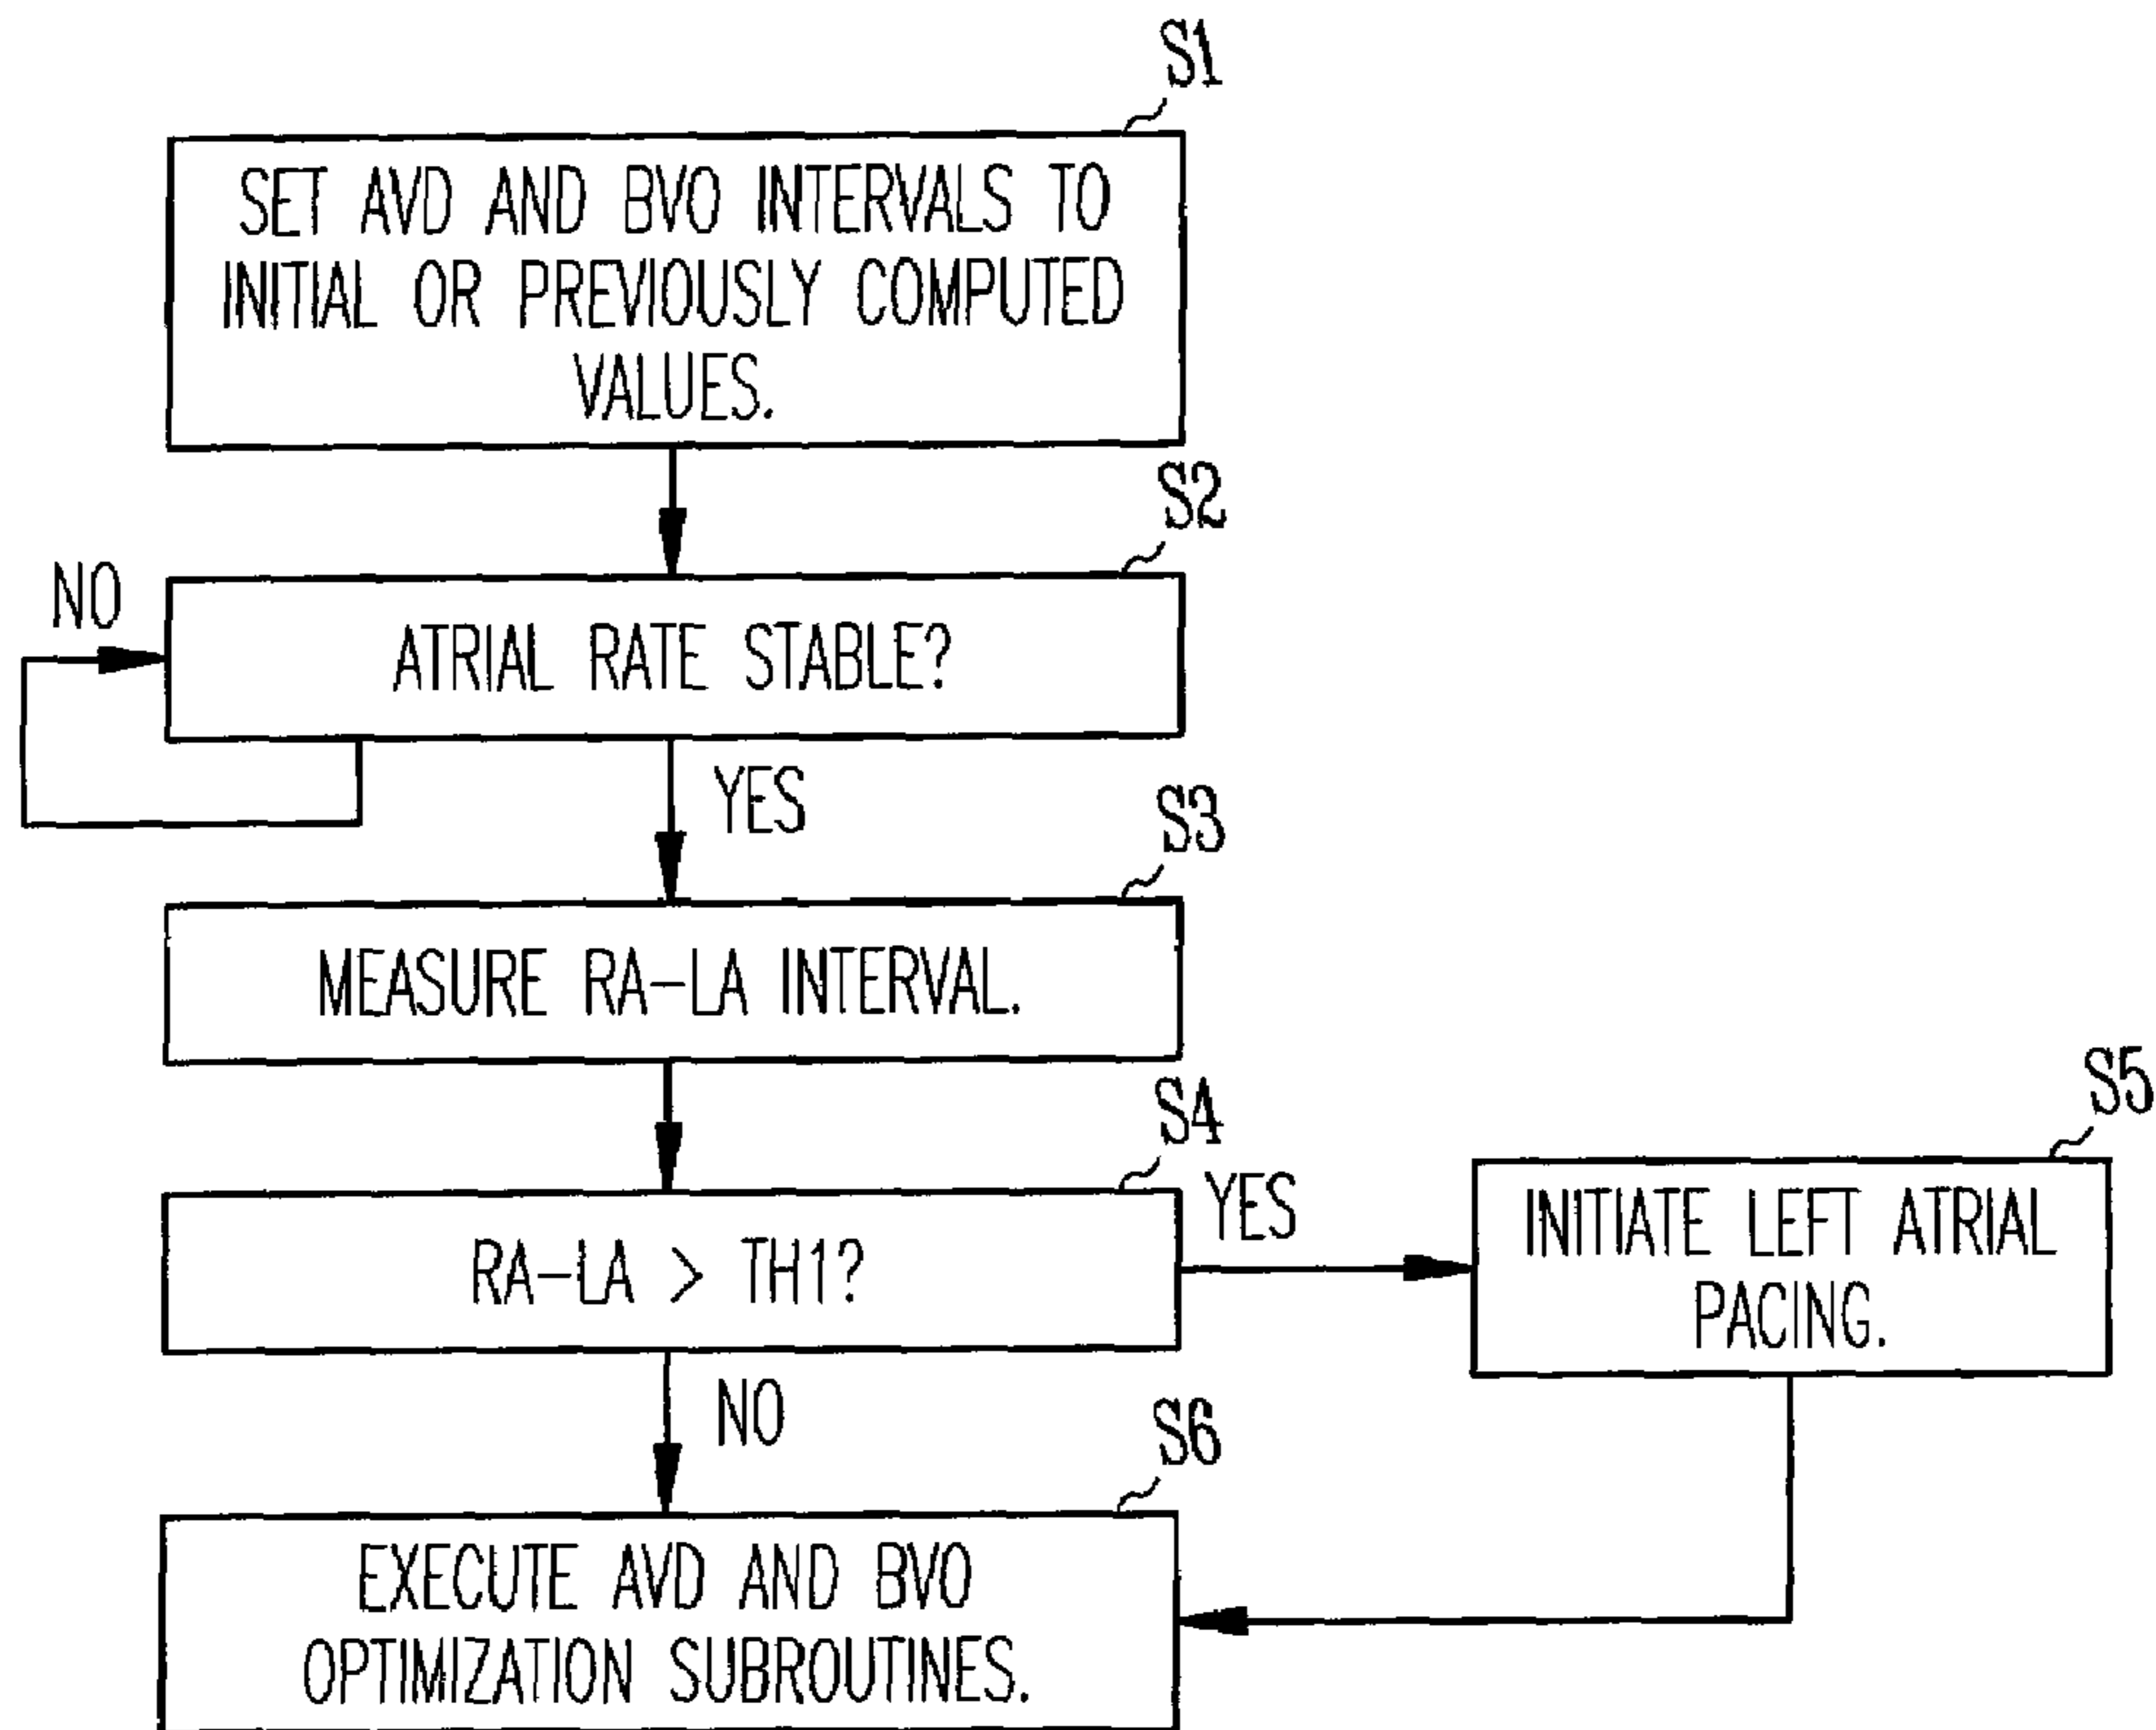 S1
SET AVD AND BVO INTERVALS TO
INITIAL OR PREVIOUSLY COMPUTED
VALUES.
S2
NO
ATRIAL RATE STABLE?
YES
S3
MEASURE RA-LA INTERVAL.
S4
RA-LA > TH1?
YES
S5
INITIATE LEFT ATRIAL
PACING.
NO
S6
EXECUTE AVD AND BVO
OPTIMIZATION SUBROUTINES.